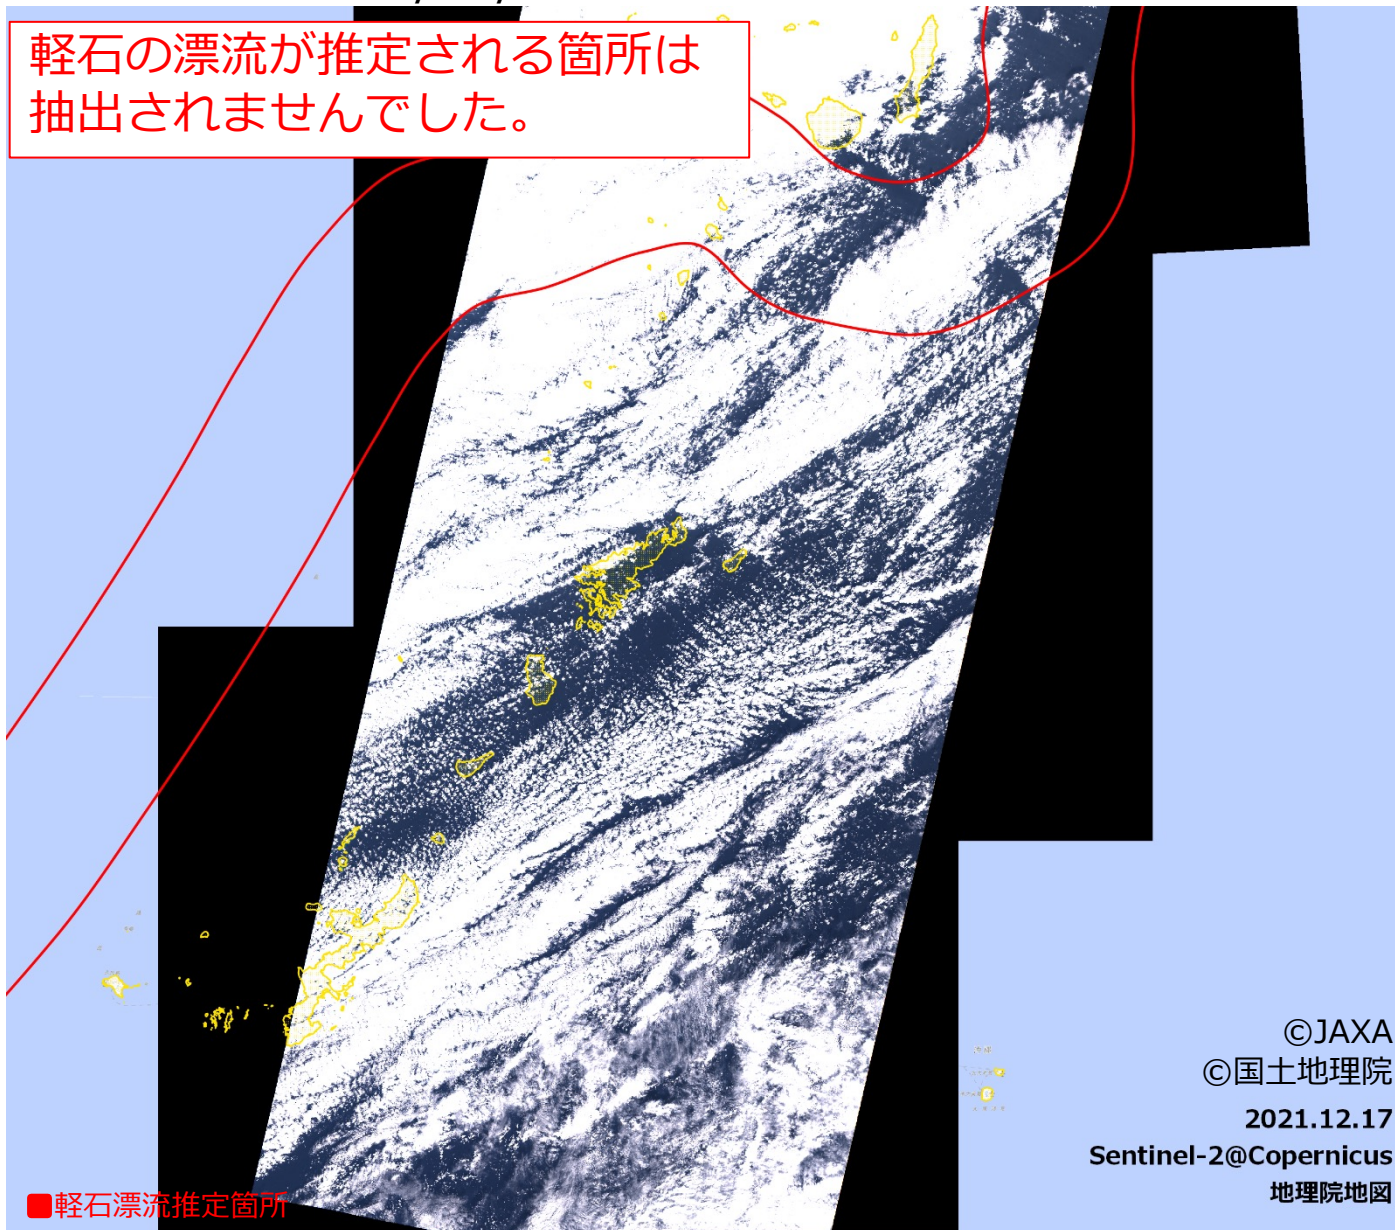 軽石の漂流が推定される箇所は
抽出されませんでした。
©JAXA
©国土地理院
2021.12.17
Sentinel-2@Copernicus
地理院地図
■軽石漂流推定箇所